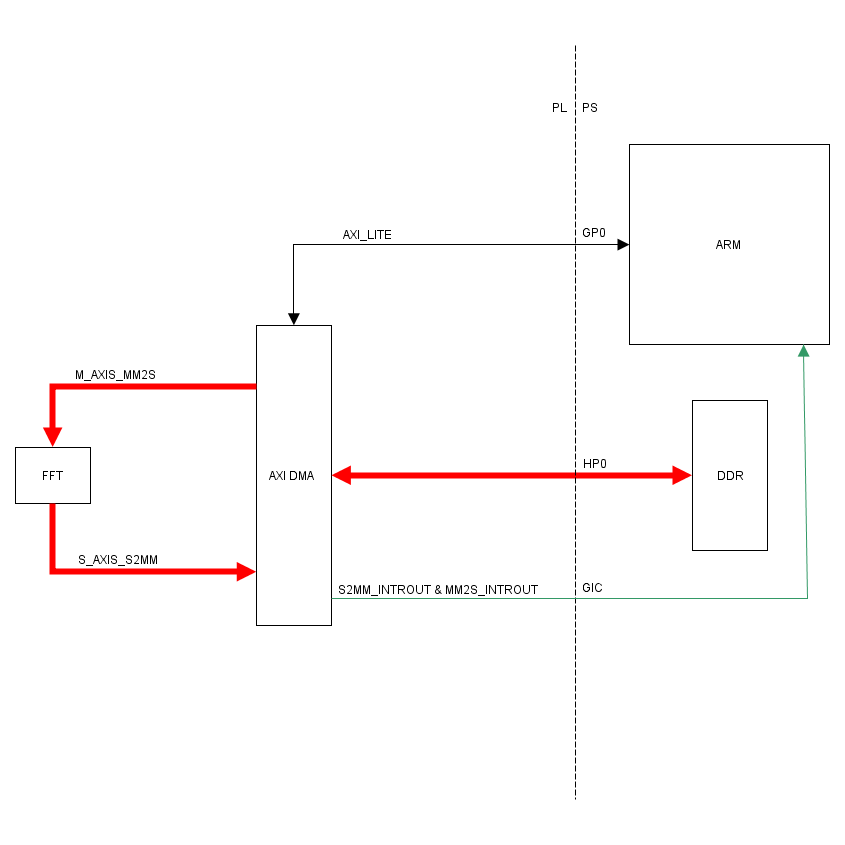 PL
PS
AXI_LITE
GP0
ARM
M_AXIS_MM2S
HP0
FFT
AXI DMA
DDR
S_AXIS_S2MM
S2MM_INTROUT & MM2S_INTROUT
GIC